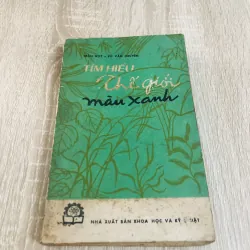 TÌM HIỂU
Thế giới
màu xanh
NHÀ XUẤT BẢN KHOA HỌC VÀ KỸ THUẬT